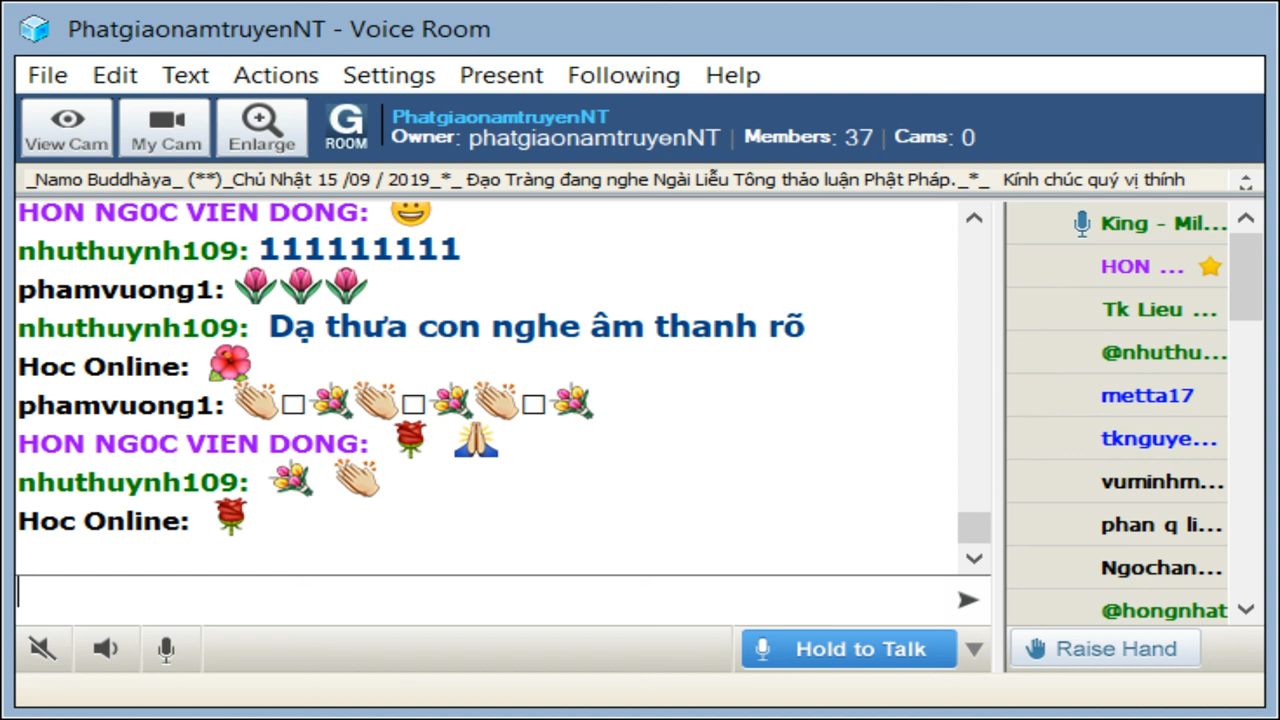 PhatgiaonamtruyenNT - Voice Room
File Edit Text Actions Settings Present Following Help
View Cam My Cam Enlarge
G ROOM
PhatgiaonamtruyenNT
Owner: phatgiaonamtruyenNT | Members: 37 | Cams: 0
_Namo Buddhàya_ (**)_Chủ Nhật 15 /09 / 2019_*_ Đạo Tràng đang nghe Ngài Liễu Tông thảo luận Phật Pháp._*_ Kính chúc quý vị thính
HON NG0C VIEN DONG: 😀
nhuthuynh109: 111111111
phamvuong1: 🌷🌷🌷
nhuthuynh109: Dạ thưa con nghe âm thanh rõ
Hoc Online: 🌺
phamvuong1: 👏□💐👏□💐👏□💐
HON NG0C VIEN DONG: 🌹 🙏
nhuthuynh109: 💐 👏
Hoc Online: 🌹
King - Mil...
HON ...
Tk Lieu ...
@nhuthu...
metta17
tknguye...
vuminhm...
phan q li...
Ngochan...
@hongnhat
Hold to Talk
Raise Hand